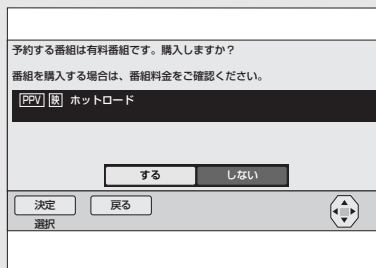 予約する番組は有料番組です。購入しますか？
番組を購入する場合は、番組料金をご確認ください。
PPV 映 ホットロード
する しない
決定 戻る
選択